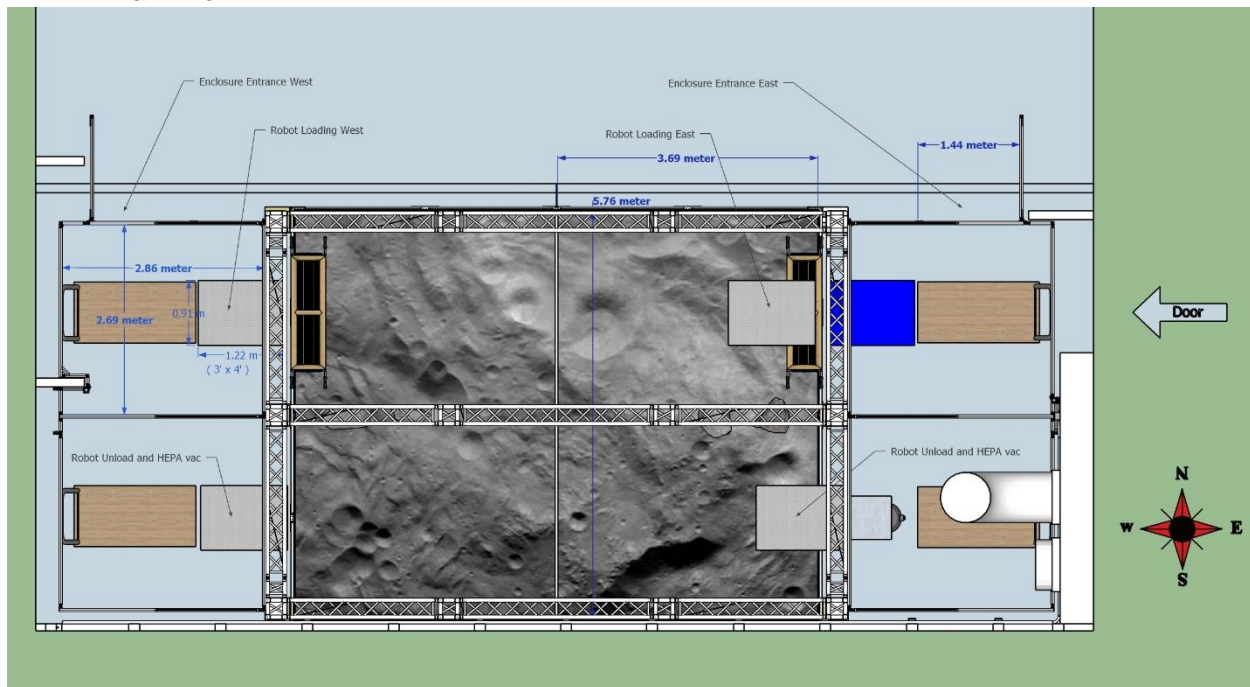 Enclosure Entrance West
Enclosure Entrance East
Robot Loading West
Robot Loading East
1.44 meter
3.69 meter
5.76 meter
2.86 meter
2.69 meter
0.91 m
1.22 m
( 3' x 4' )
Door
Robot Unload and HEPA vac
Robot Unload and HEPA vac
N
W
E
S